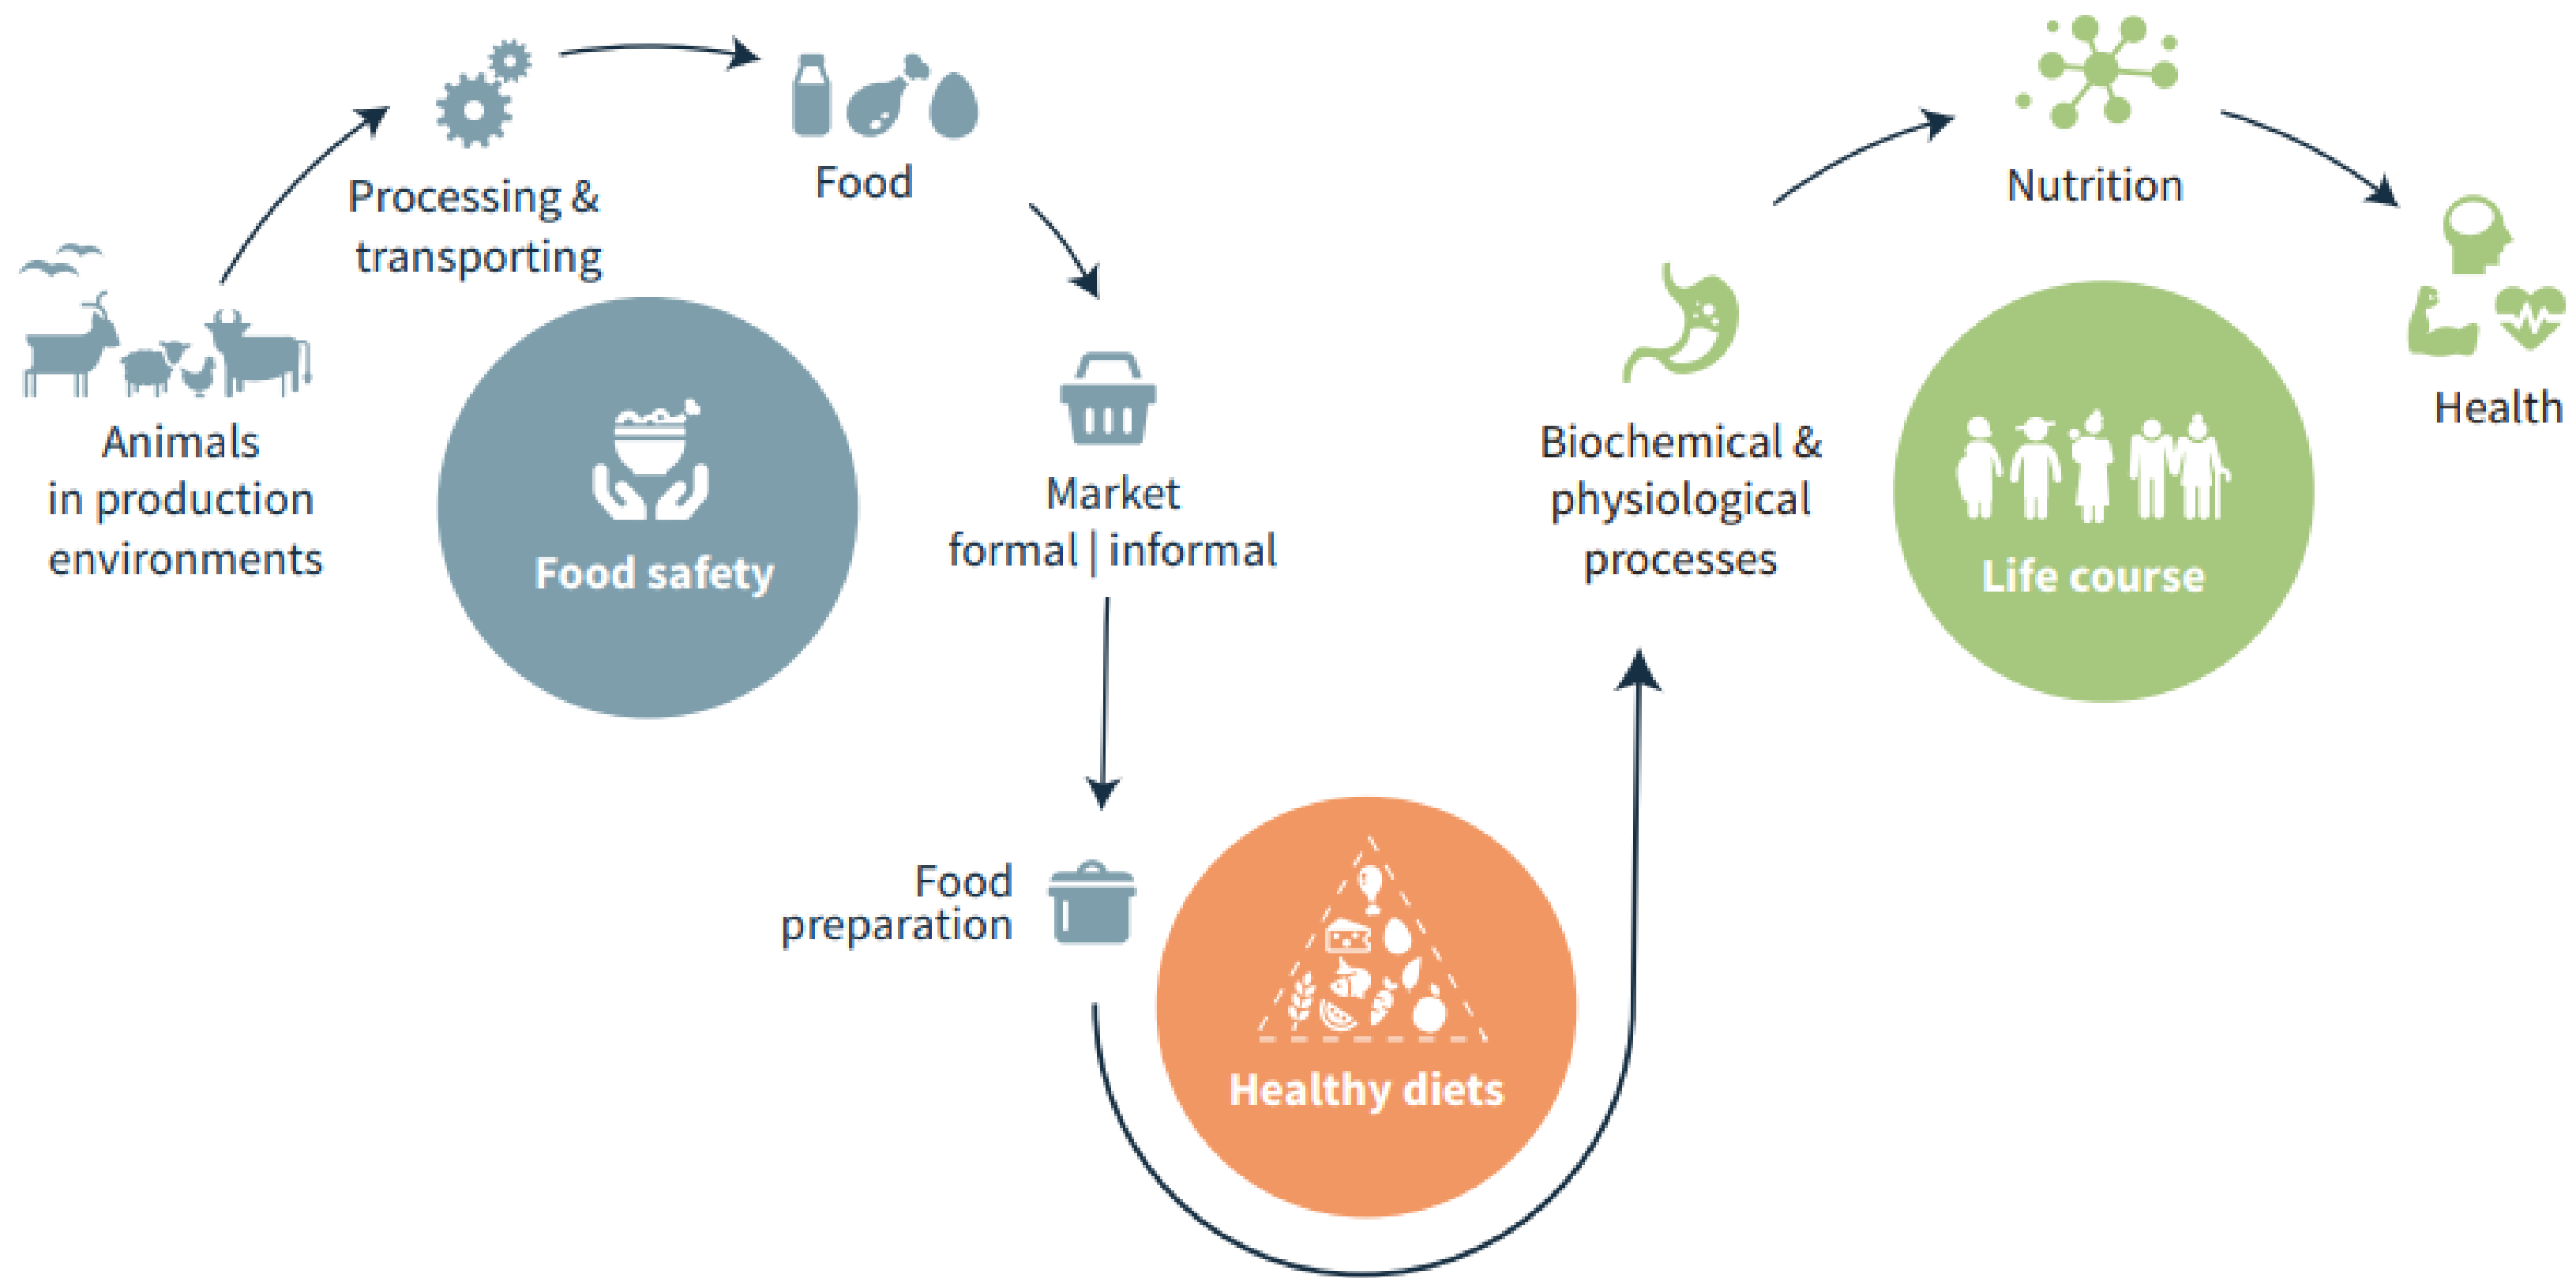 Processing &
transporting
Food
Animals
in production
environments
Food safety
Market
formal | informal
Food
preparation
Healthy diets
Biochemical &
physiological
processes
Nutrition
Life course
Health